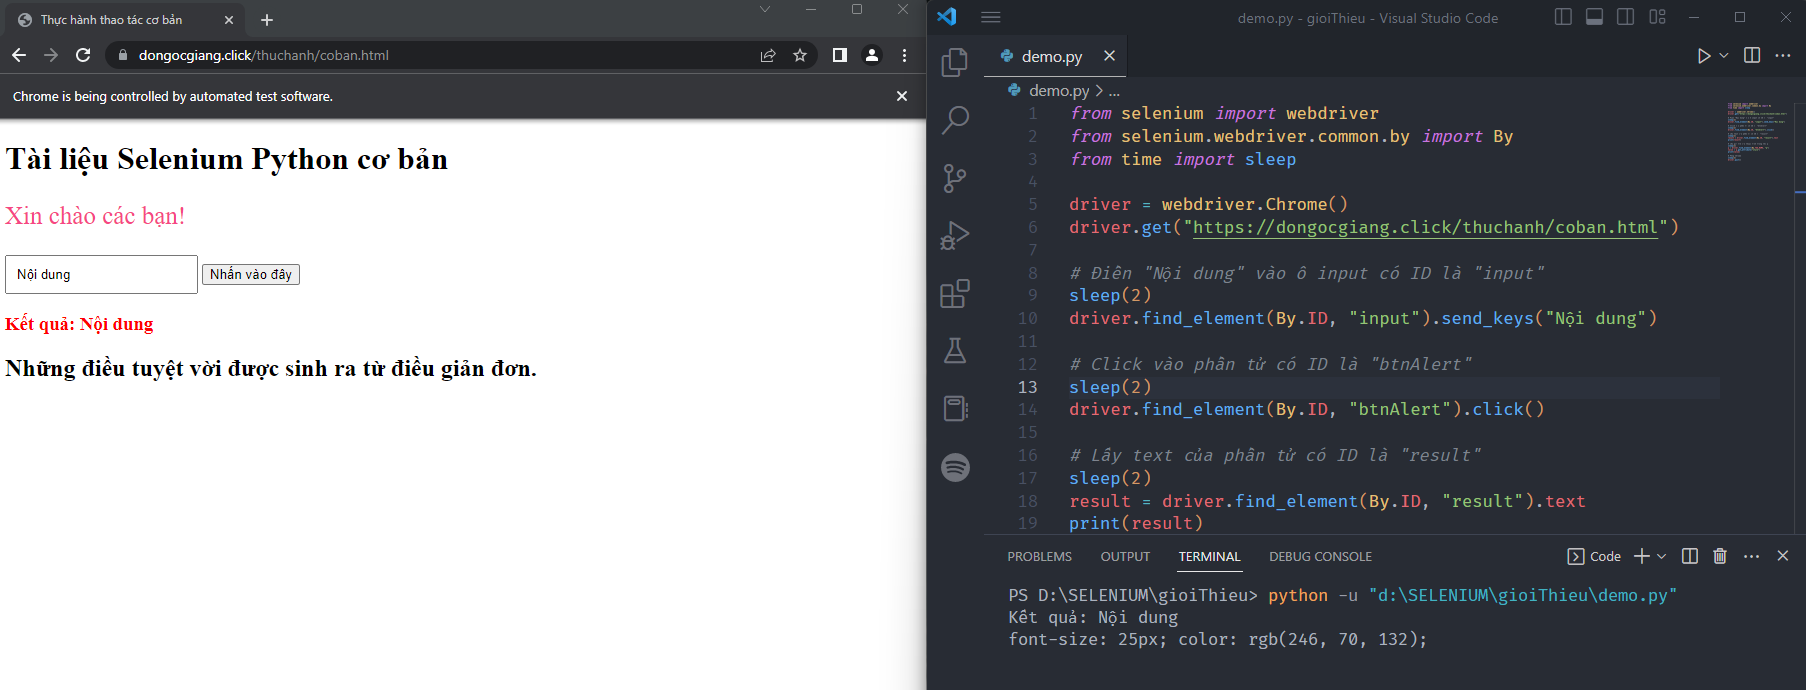 Thực hành thao tác cơ bản
dongocgiang.click/thuchanh/coban.html
Chrome is being controlled by automated test software.
Tài liệu Selenium Python cơ bản
Xin chào các bạn!
Nội dung
Nhấn vào đây
Kết quả: Nội dung
Những điều tuyệt vời được sinh ra từ điều giản đơn.
demo.py - gioiThieu - Visual Studio Code
demo.py
demo.py > ...
1 from selenium import webdriver
2 from selenium.webdriver.common.by import By
3 from time import sleep
4
5 driver = webdriver.Chrome()
6 driver.get("https://dongocgiang.click/thuchanh/coban.html")
7
8 # Điền "Nội dung" vào ô input có ID là "input"
9 sleep(2)
10 driver.find_element(By.ID, "input").send_keys("Nội dung")
11
12 # Click vào phần tử có ID là "btnAlert"
13 sleep(2)
14 driver.find_element(By.ID, "btnAlert").click()
15
16 # Lấy text của phần tử có ID là "result"
17 sleep(2)
18 result = driver.find_element(By.ID, "result").text
19 print(result)
PROBLEMS OUTPUT TERMINAL DEBUG CONSOLE Code
PS D:\SELENIUM\gioiThieu> python -u "d:\SELENIUM\gioiThieu\demo.py"
Kết quả: Nội dung
font-size: 25px; color: rgb(246, 70, 132);